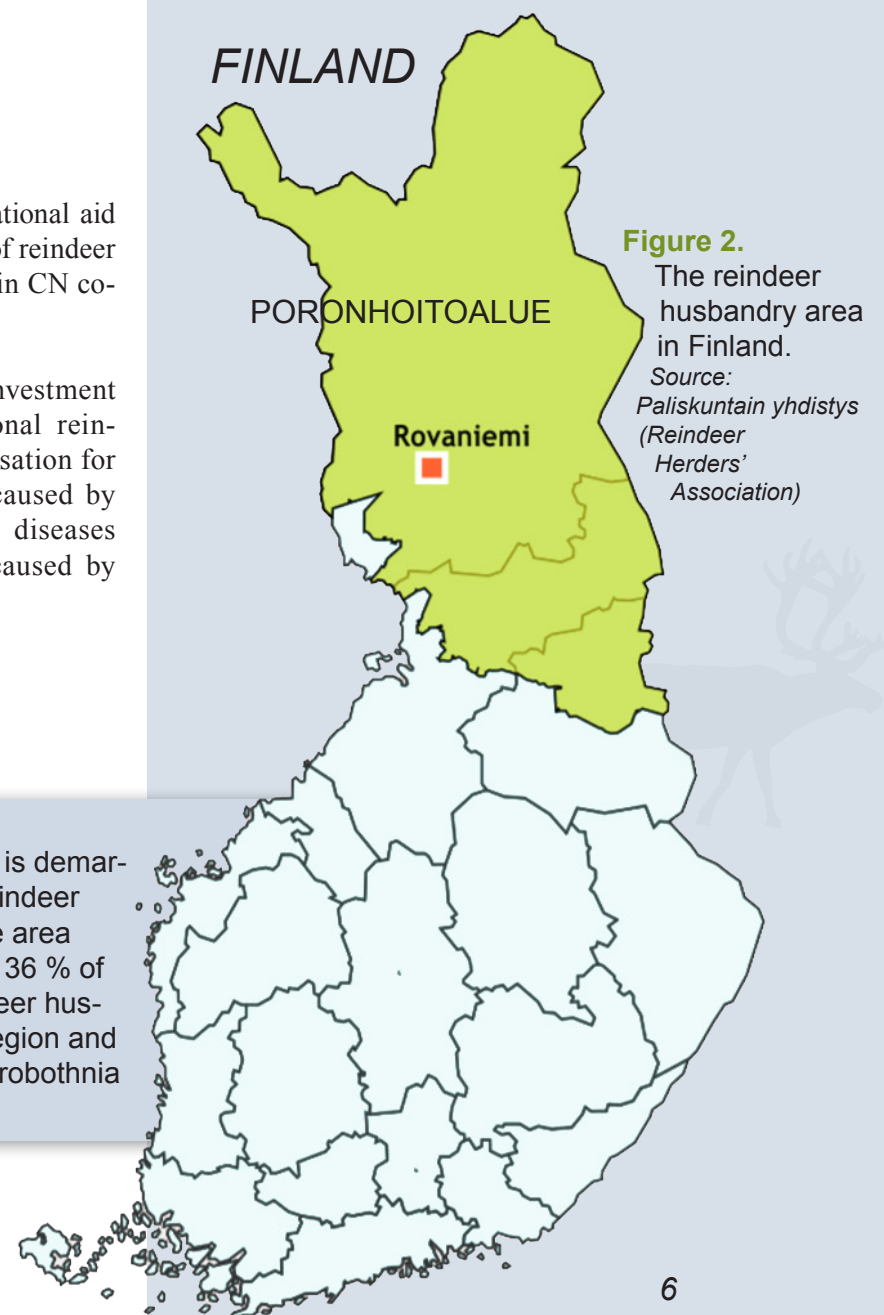 FINLAND
ational aid
of reindeer
in CN co-
nvestment
onal rein-
sation for
caused by
diseases
caused by
Figure 2.
The reindeer
husbandry area
in Finland.
Source:
Paliskuntain yhdistys
(Reindeer
Herders'
Association)
PORONHOITOALUE
Rovaniemi
is demar-
indeer
e area
36 % of
eer hus-
egion and
robothnia
6